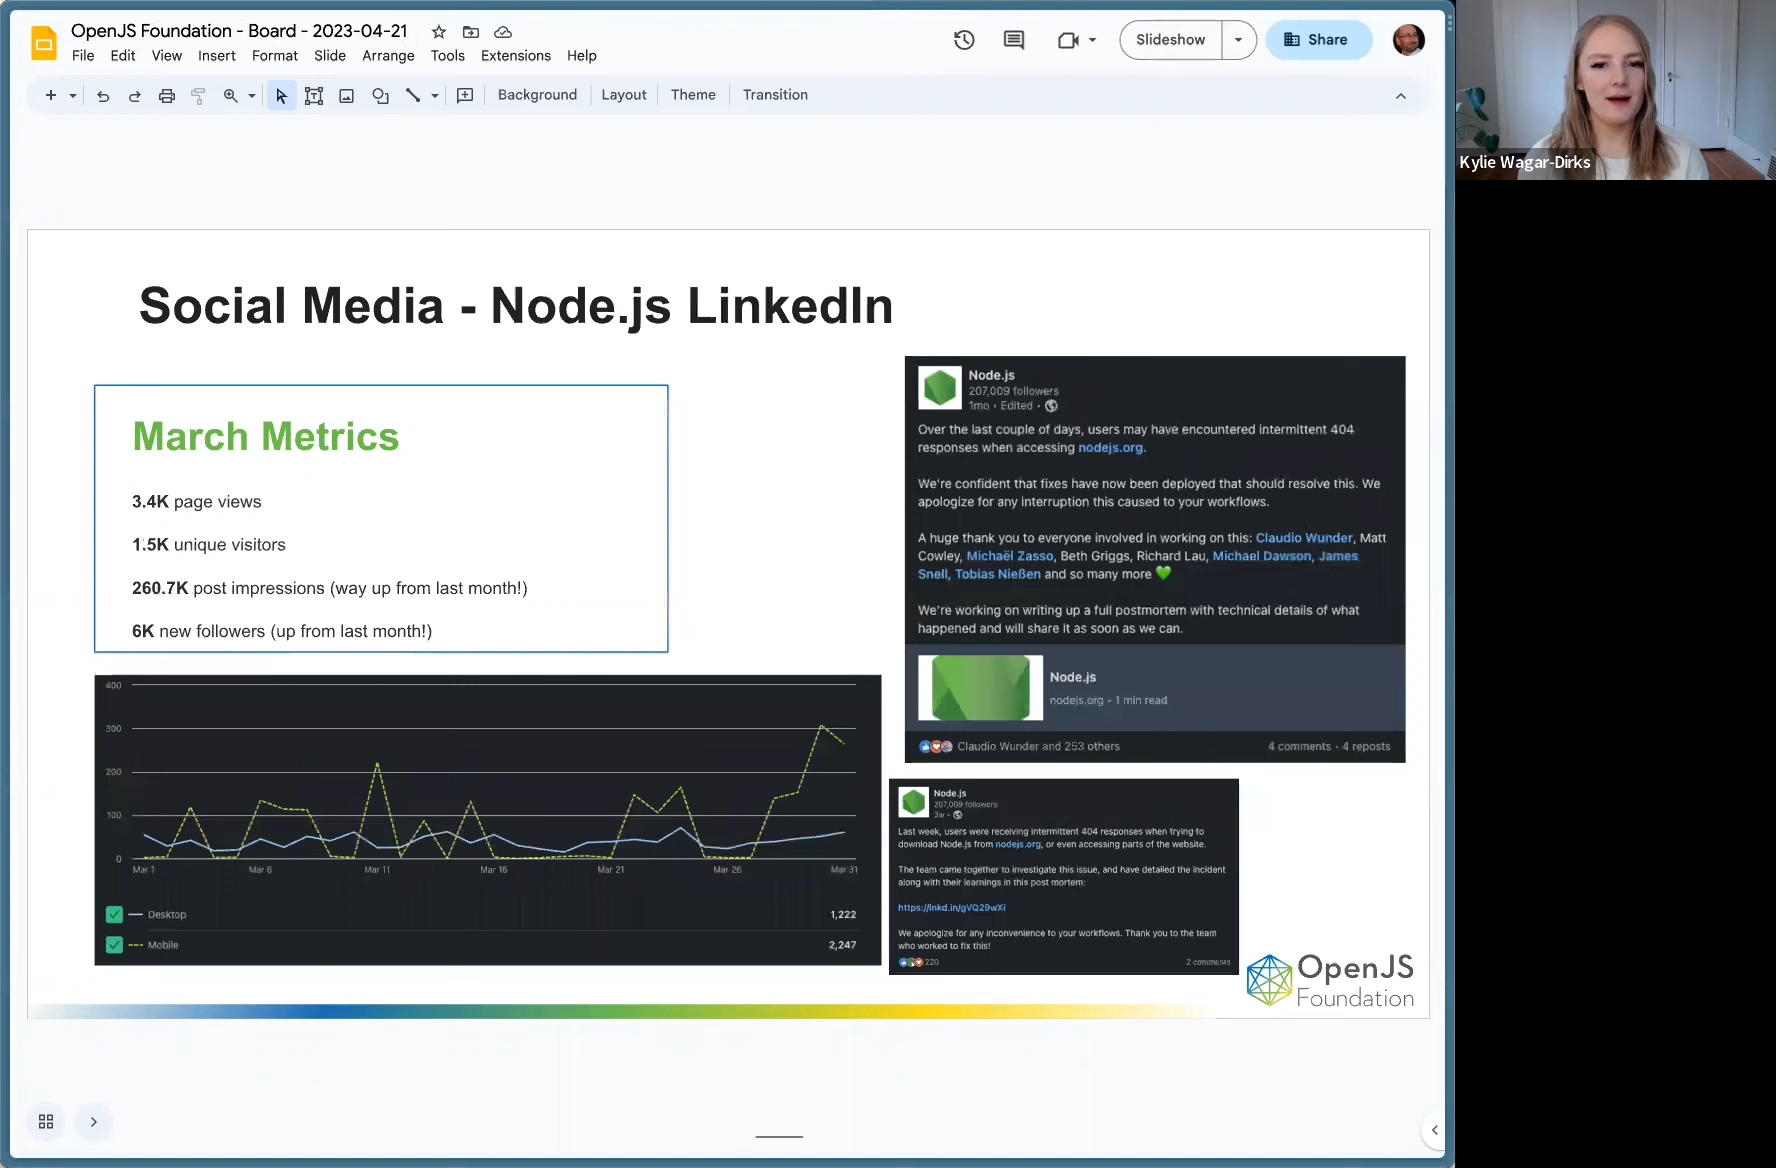 OpenJS Foundation - Board - 2023-04-21
File Edit View Insert Format Slide Arrange Tools Extensions Help
Slideshow
Share
Background Layout Theme Transition
Kylie Wagar-Dirks
Social Media - Node.js LinkedIn
March Metrics
3.4K page views
1.5K unique visitors
260.7K post impressions (way up from last month!)
6K new followers (up from last month!)
400
300
200
100
0
Mar 1 Mar 6 Mar 11 Mar 16 Mar 21 Mar 26 Mar 31
Desktop 1,222
Mobile 2,247
Node.js
207,009 followers
1mo • Edited •
Over the last couple of days, users may have encountered intermittent 404
responses when accessing nodejs.org.
We're confident that fixes have now been deployed that should resolve this. We
apologize for any interruption this caused to your workflows.
A huge thank you to everyone involved in working on this: Claudio Wunder, Matt
Cowley, Michaël Zasso, Beth Griggs, Richard Lau, Michael Dawson, James
Snell, Tobias Nießen and so many more 💚
We're working on writing up a full postmortem with technical details of what
happened and will share it as soon as we can.
Node.js
nodejs.org • 1 min read
Claudio Wunder and 253 others 4 comments • 4 reposts
Node.js
207,009 followers
3w •
Last week, users were receiving intermittent 404 responses when trying to
download Node.js from nodejs.org, or even accessing parts of the website.
The team came together to investigate this issue, and have detailed the incident
along with their learnings in this post mortem:
https://lnkd.in/gVQ29wXi
We apologize for any inconvenience to your workflows. Thank you to the team
who worked to fix this!
220 2 comments
OpenJS
Foundation